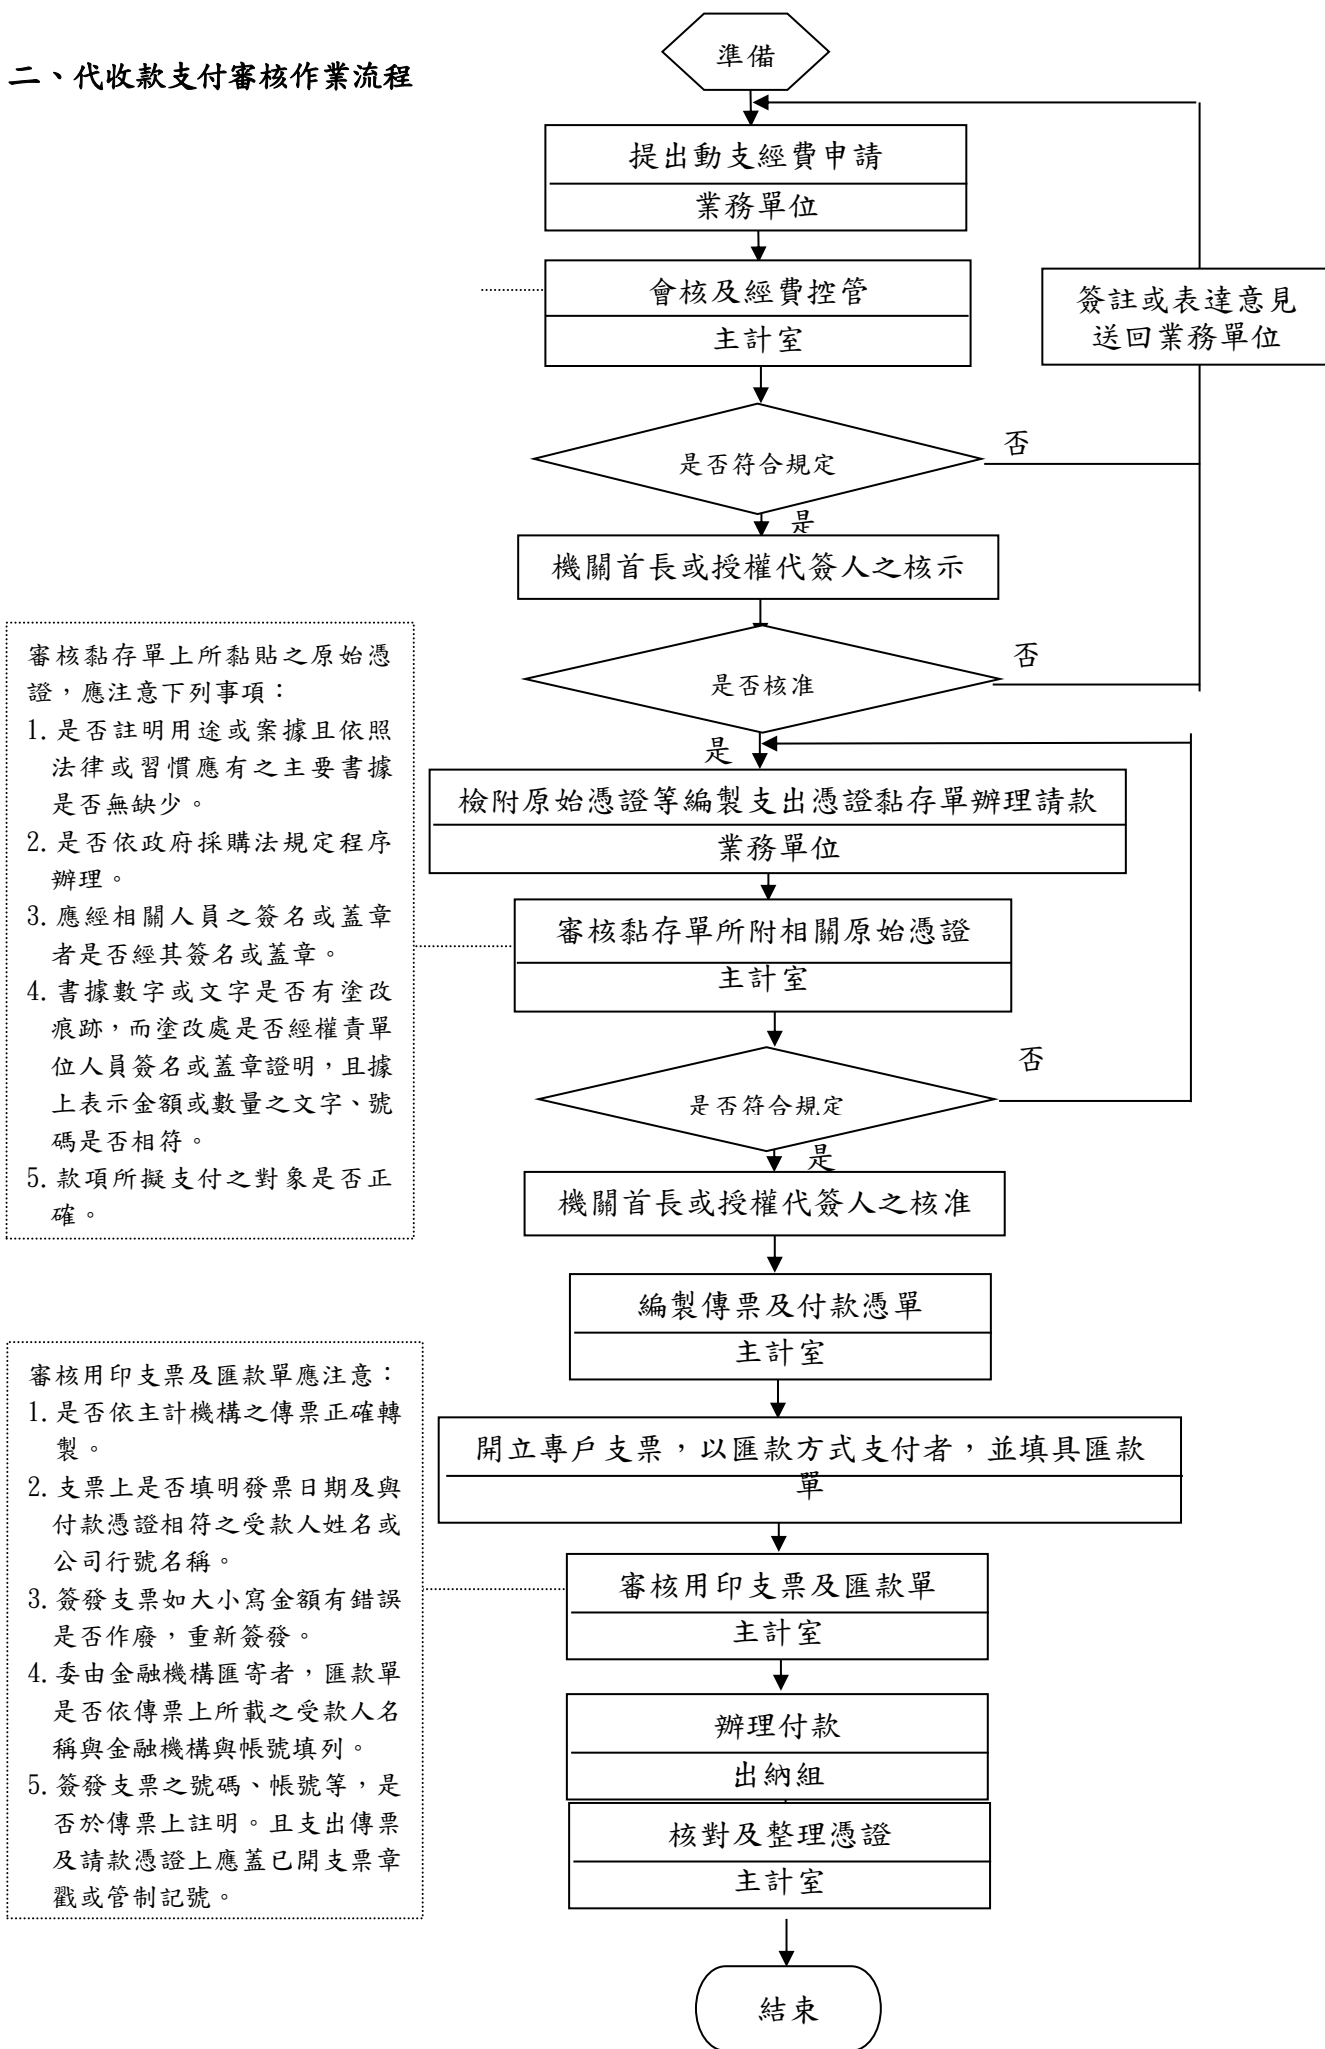 二、代收款支付審核作業流程
準備
提出動支經費申請
業務單位
會核及經費控管
主計室
簽註或表達意見
送回業務單位
是否符合規定
否
是
機關首長或授權代簽人之核示
是否核准
否
是
檢附原始憑證等編製支出憑證黏存單辦理請款
業務單位
審核黏存單所附相關原始憑證
主計室
審核黏存單上所黏貼之原始憑
證，應注意下列事項：
1. 是否註明用途或案據且依照
法律或習慣應有之主要書據
是否無缺少。
2. 是否依政府採購法規定程序
辦理。
3. 應經相關人員之簽名或蓋章
者是否經其簽名或蓋章。
4. 書據數字或文字是否有塗改
痕跡，而塗改處是否經權責單
位人員簽名或蓋章證明，且據
上表示金額或數量之文字、號
碼是否相符。
5. 款項所擬支付之對象是否正
確。
是否符合規定
否
是
機關首長或授權代簽人之核准
編製傳票及付款憑單
主計室
開立專戶支票，以匯款方式支付者，並填具匯款
單
審核用印支票及匯款單
主計室
審核用印支票及匯款單應注意：
1. 是否依主計機構之傳票正確轉
製。
2. 支票上是否填明發票日期及與
付款憑證相符之受款人姓名或
公司行號名稱。
3. 簽發支票如大小寫金額有錯誤
是否作廢，重新簽發。
4. 委由金融機構匯寄者，匯款單
是否依傳票上所載之受款人名
稱與金融機構與帳號填列。
5. 簽發支票之號碼、帳號等，是
否於傳票上註明。且支出傳票
及請款憑證上應蓋已開支票章
戳或管制記號。
辦理付款
出納組
核對及整理憑證
主計室
結束